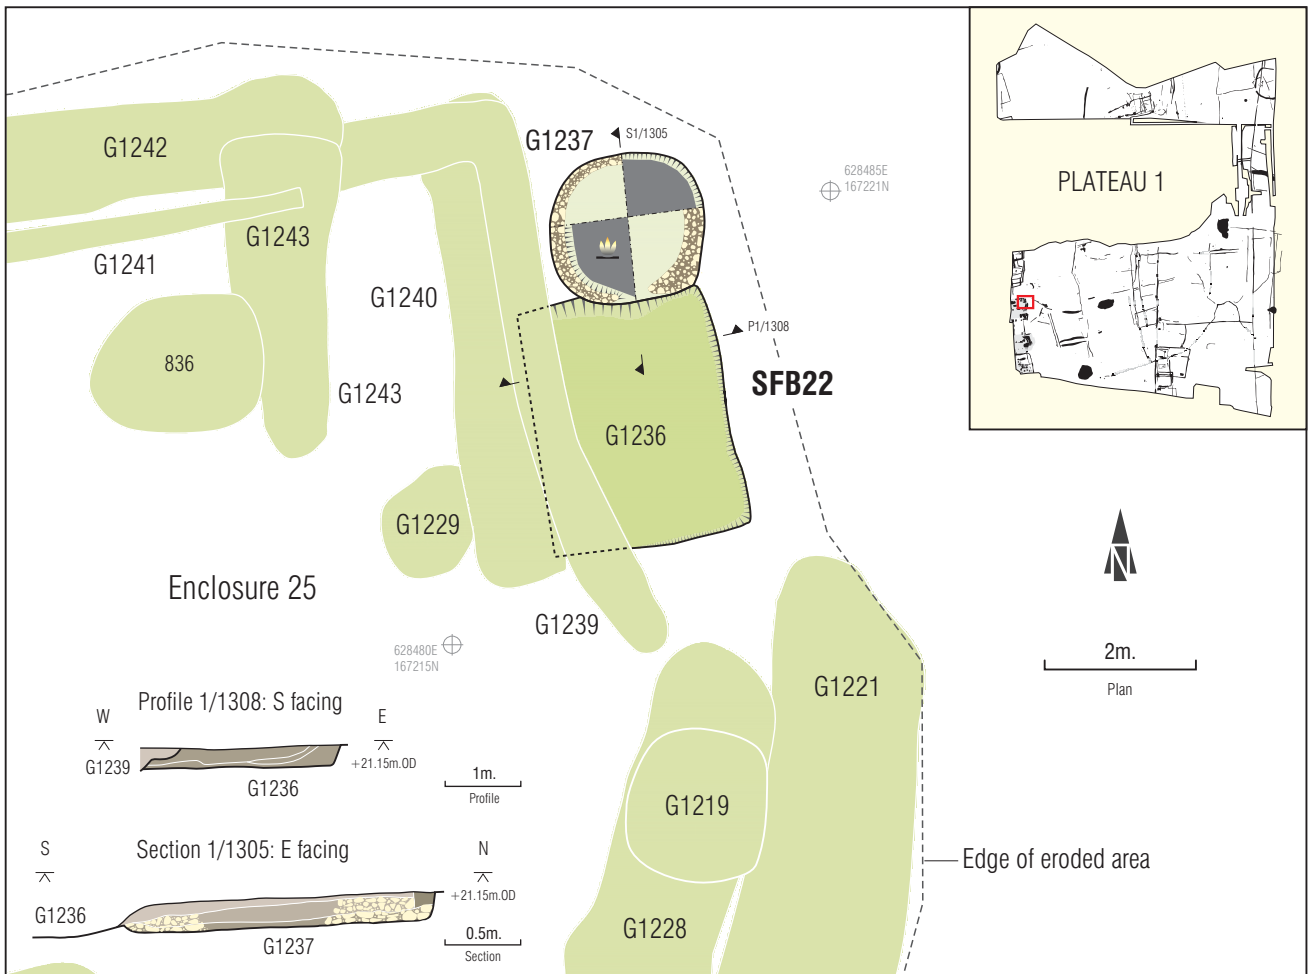 G1242
G1243
G1241
G1240
836
G1243
G1229
G1237
S1/1305
P1/1308
SFB22
G1236
628485E
167221N
PLATEAU 1
N
2m.
Plan
Enclosure 25
G1239
628480E
167215N
G1221
G1219
G1228
Edge of eroded area
Profile 1/1308: S facing
W
E
G1239
+21.15m.OD
G1236
1m.
Profile
Section 1/1305: E facing
S
N
G1236
+21.15m.OD
G1237
0.5m.
Section